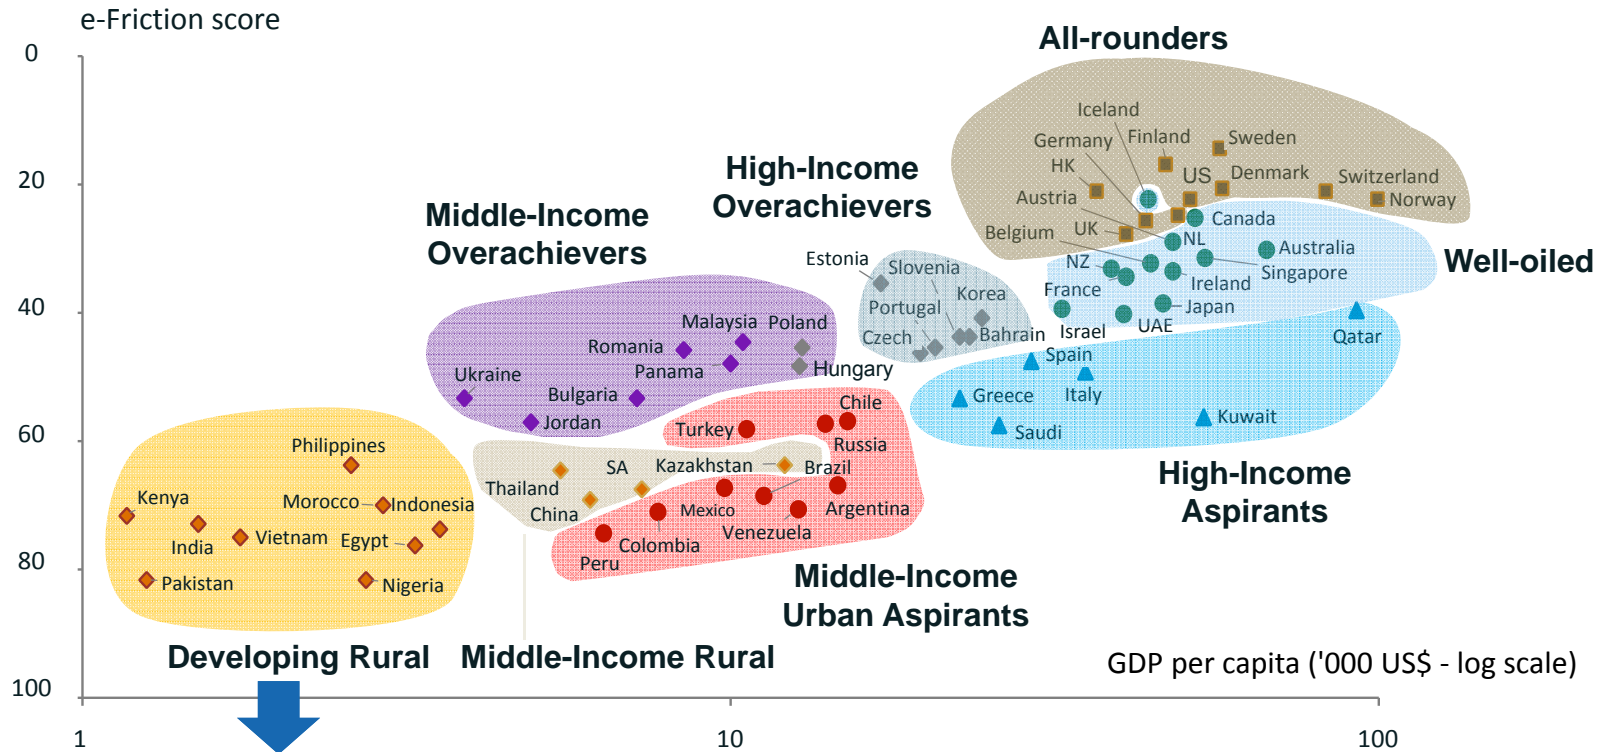 e-Friction score
0
20
40
60
80
100
1
10
100
GDP per capita ('000 US$ - log scale)
All-rounders
Iceland
Germany
Finland
Sweden
HK
US
Denmark
Switzerland
Norway
Austria
UK
Belgium
Canada
NL
Australia
NZ
Singapore
France
Ireland
Japan
Israel
UAE
Well-oiled
High-Income
Overachievers
Estonia
Slovenia
Portugal
Korea
Czech
Bahrain
Middle-Income
Overachievers
Malaysia
Poland
Romania
Panama
Hungary
Ukraine
Bulgaria
Jordan
Qatar
Spain
Greece
Italy
Saudi
Kuwait
High-Income
Aspirants
Chile
Turkey
Russia
Brazil
Mexico
Argentina
Venezuela
Colombia
Peru
Middle-Income
Urban Aspirants
SA
Kazakhstan
Thailand
China
Middle-Income Rural
Philippines
Kenya
Morocco
Indonesia
India
Vietnam
Egypt
Pakistan
Nigeria
Developing Rural